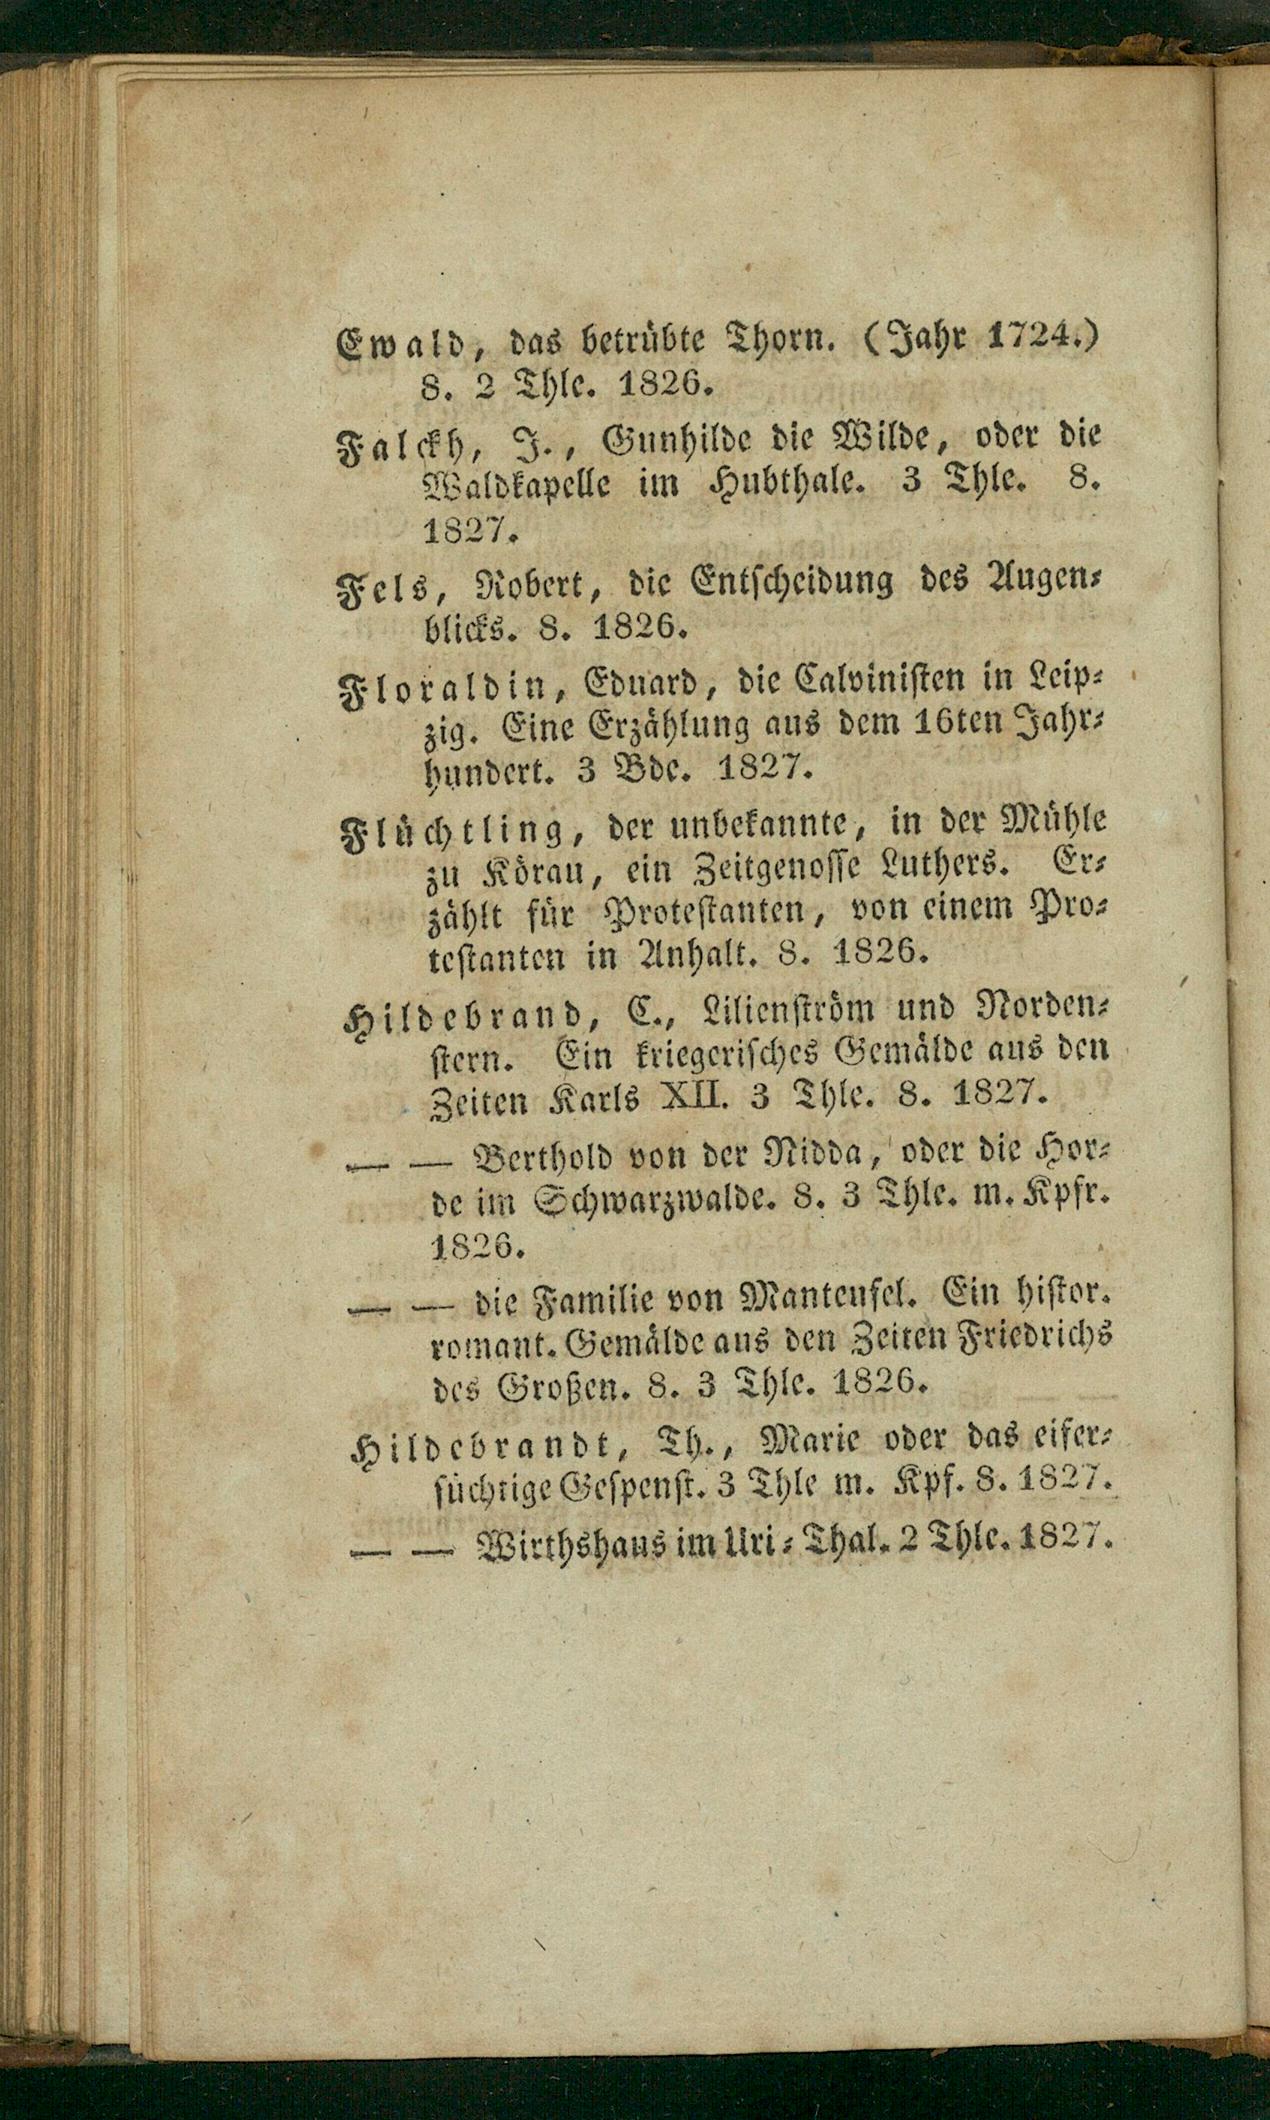 Ewald, das betrübte Thorn. (Jahr 1724.)
8. 2 Thle. 1826.
Falckh, J., Gunhilde die Wilde, oder die
Waldkapelle im Hubthale. 3 Thle. 8.
1827.
Fels, Robert, die Entscheidung des Augen-
blicks. 8. 1826.
Floraldin, Eduard, die Calvinisten in Leip-
zig. Eine Erzählung aus dem 16ten Jahr-
hundert. 3 Bde. 1827.
Flüchtling, der unbekannte, in der Mühle
zu Körau, ein Zeitgenosse Luthers. Er-
zählt für Protestanten, von einem Pro-
testanten in Anhalt. 8. 1826.
Hildebrand, C., Lilienström und Norden-
stern. Ein kriegerisches Gemälde aus den
Zeiten Karls XII. 3 Thle. 8. 1827.
— — Berthold von der Nidda, oder die Hor-
de im Schwarzwalde. 8. 3 Thle. m. Kpfr.
1826.
— — die Familie von Manteufel. Ein histor.
romant. Gemälde aus den Zeiten Friedrichs
des Großen. 8. 3 Thle. 1826.
Hildebrandt, Th., Marie oder das eifer-
süchtige Gespenst. 3 Thle m. Kpf. 8. 1827.
— — Wirthshaus im Uri-Thal. 2 Thle. 1827.